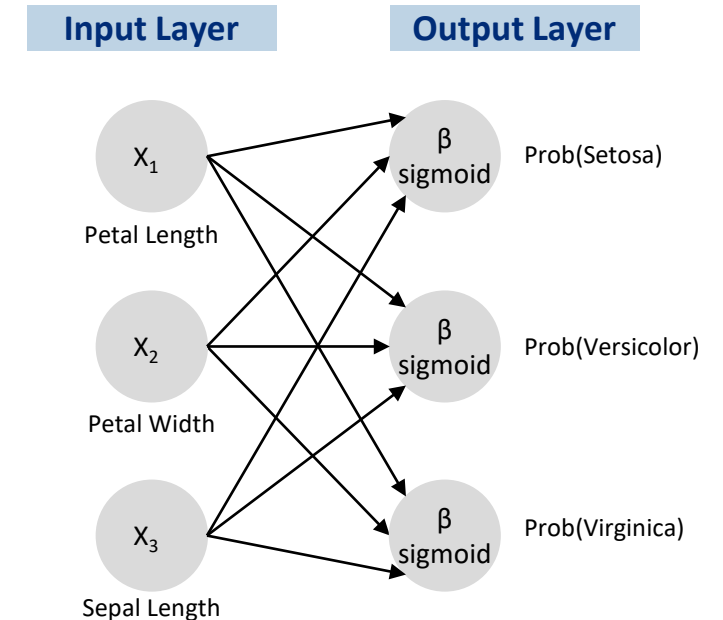 Input Layer
Output Layer
X₁
Petal Length
β
sigmoid
Prob(Setosa)
X₂
Petal Width
β
sigmoid
Prob(Versicolor)
X₃
Sepal Length
β
sigmoid
Prob(Virginica)